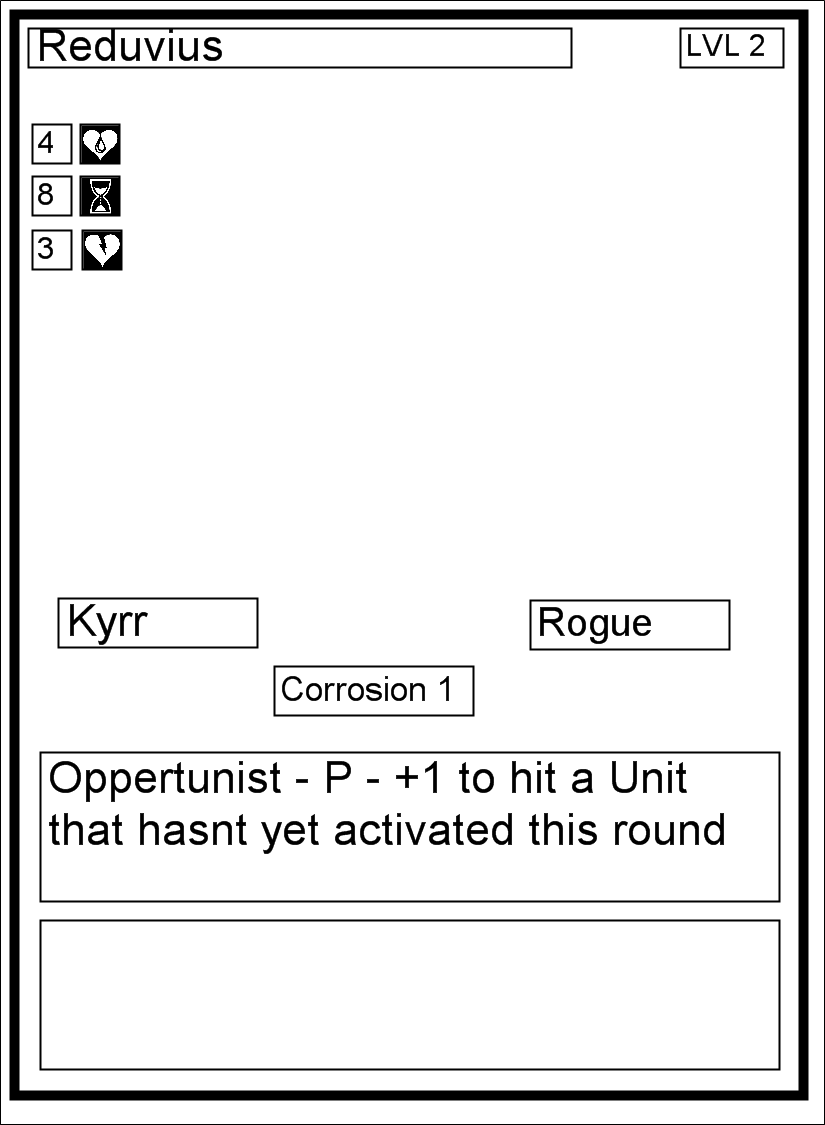 Reduvius
LVL 2
4
8
3
Kyrr
Rogue
Corrosion 1
Oppertunist - P - +1 to hit a Unit
that hasnt yet activated this round